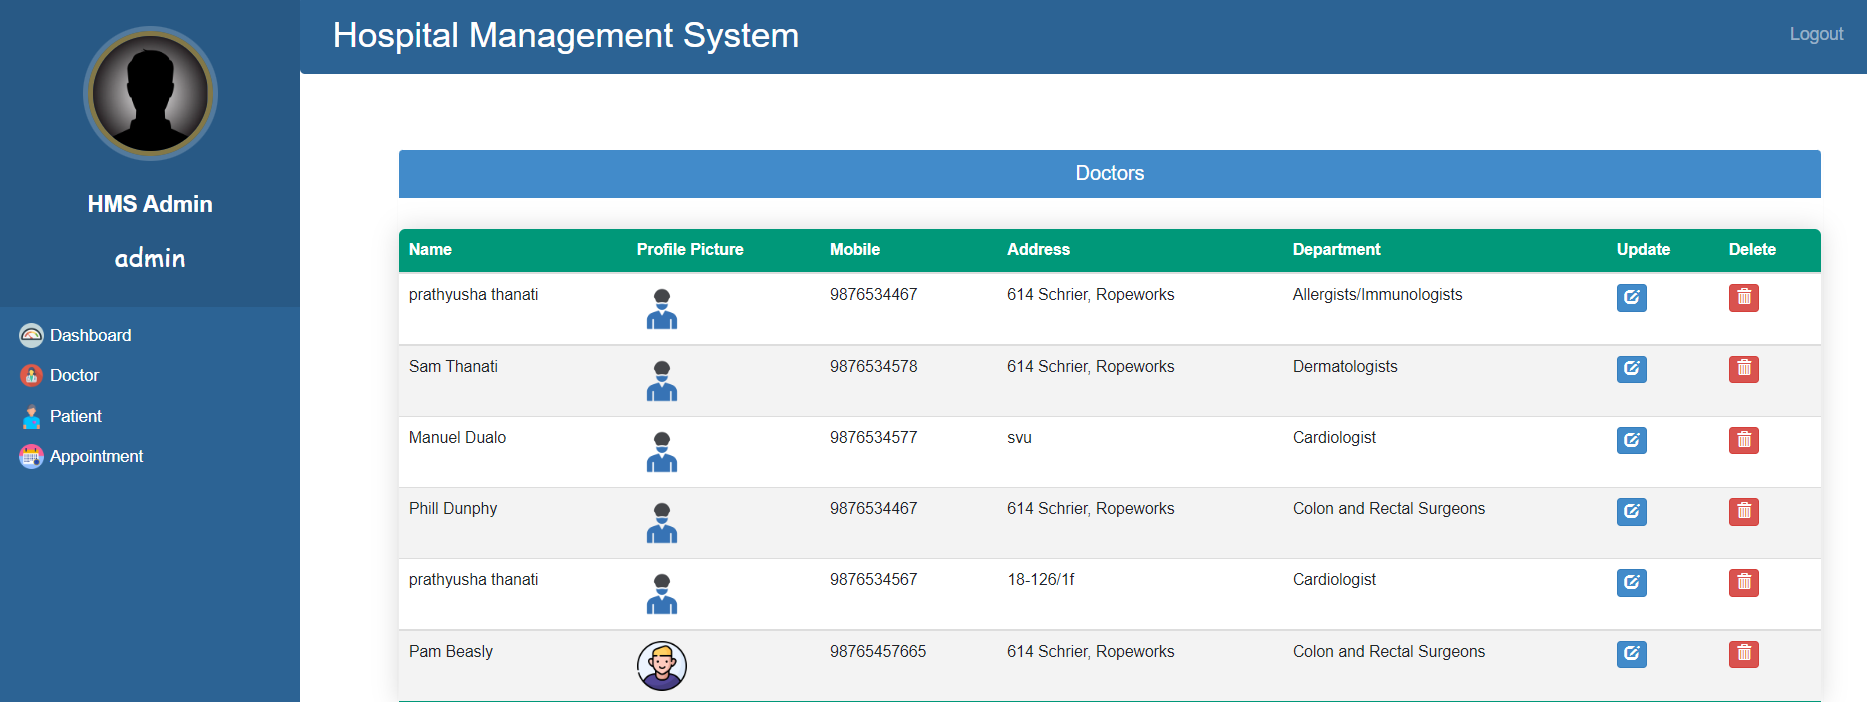 Hospital Management System
Logout
HMS Admin
admin
Dashboard
Doctor
Patient
Appointment
Doctors
Name Profile Picture Mobile Address Department Update Delete
prathyusha thanati 9876534467 614 Schrier, Ropeworks Allergists/Immunologists
Sam Thanati 9876534578 614 Schrier, Ropeworks Dermatologists
Manuel Dualo 9876534577 svu Cardiologist
Phill Dunphy 9876534467 614 Schrier, Ropeworks Colon and Rectal Surgeons
prathyusha thanati 9876534567 18-126/1f Cardiologist
Pam Beasly 98765457665 614 Schrier, Ropeworks Colon and Rectal Surgeons